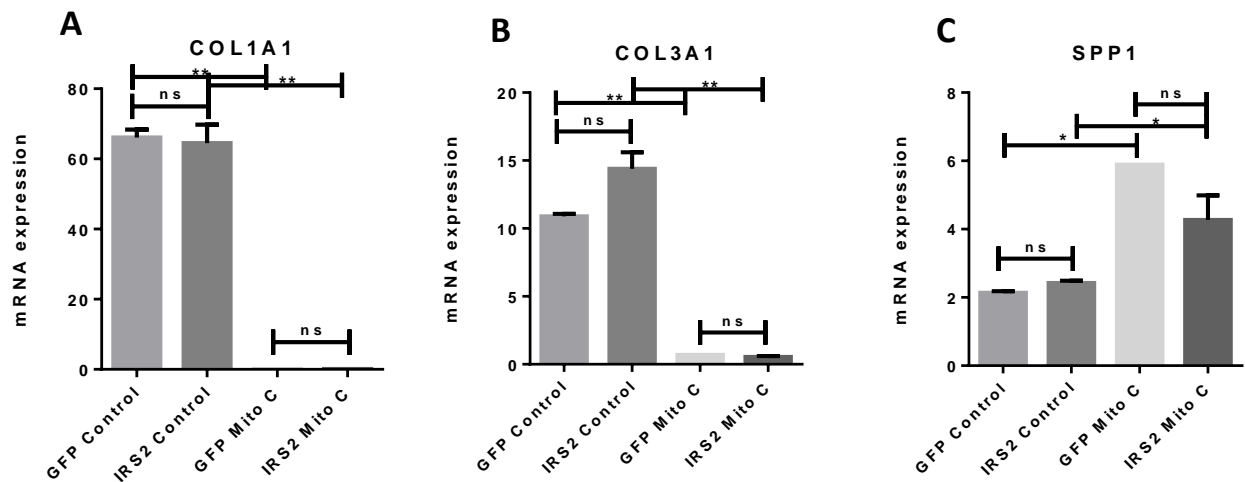 A
COL1A1
**
**
ns
ns
mRNA expression
80
60
40
20
0
GFP Control
IRS2 Control
GFP Mito C
IRS2 Mito C
B
COL3A1
**
**
ns
ns
mRNA expression
20
15
10
5
0
GFP Control
IRS2 Control
GFP Mito C
IRS2 Mito C
C
SPP1
ns
*
*
ns
mRNA expression
8
6
4
2
0
GFP Control
IRS2 Control
GFP Mito C
IRS2 Mito C